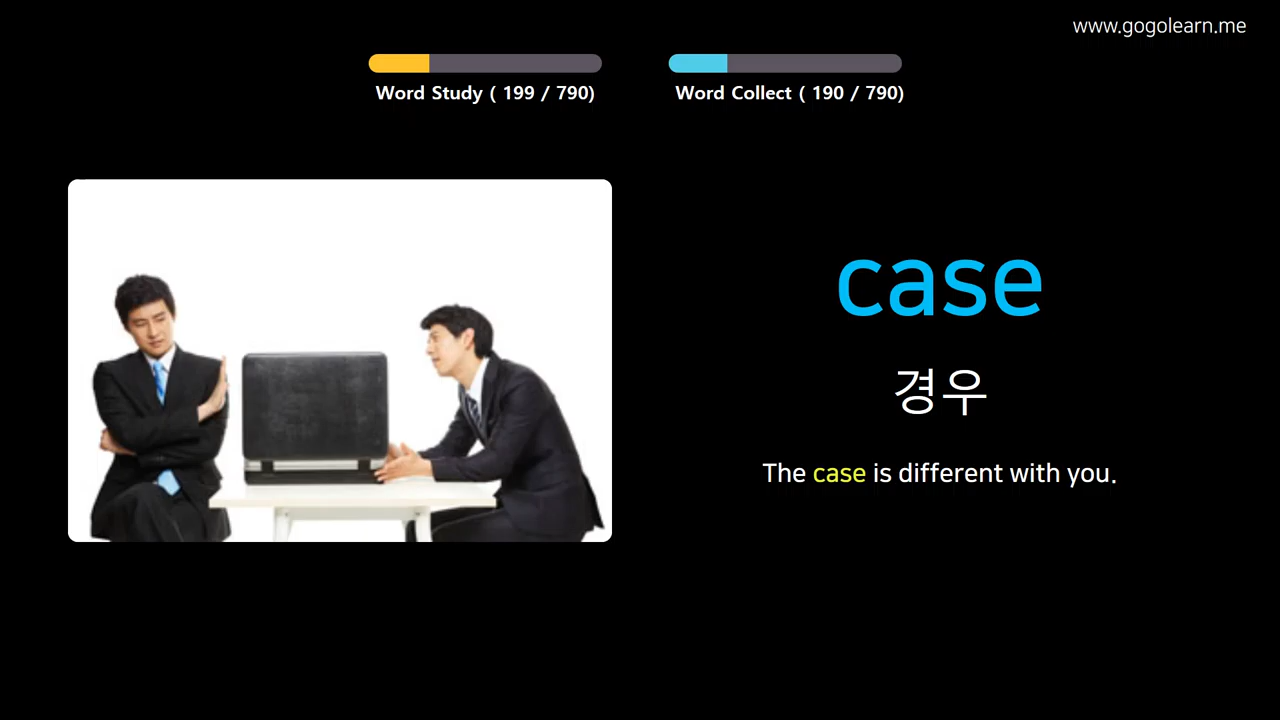 www.gogolearn.me
Word Study ( 199 / 790)
Word Collect ( 190 / 790)
case
경우
The case is different with you.